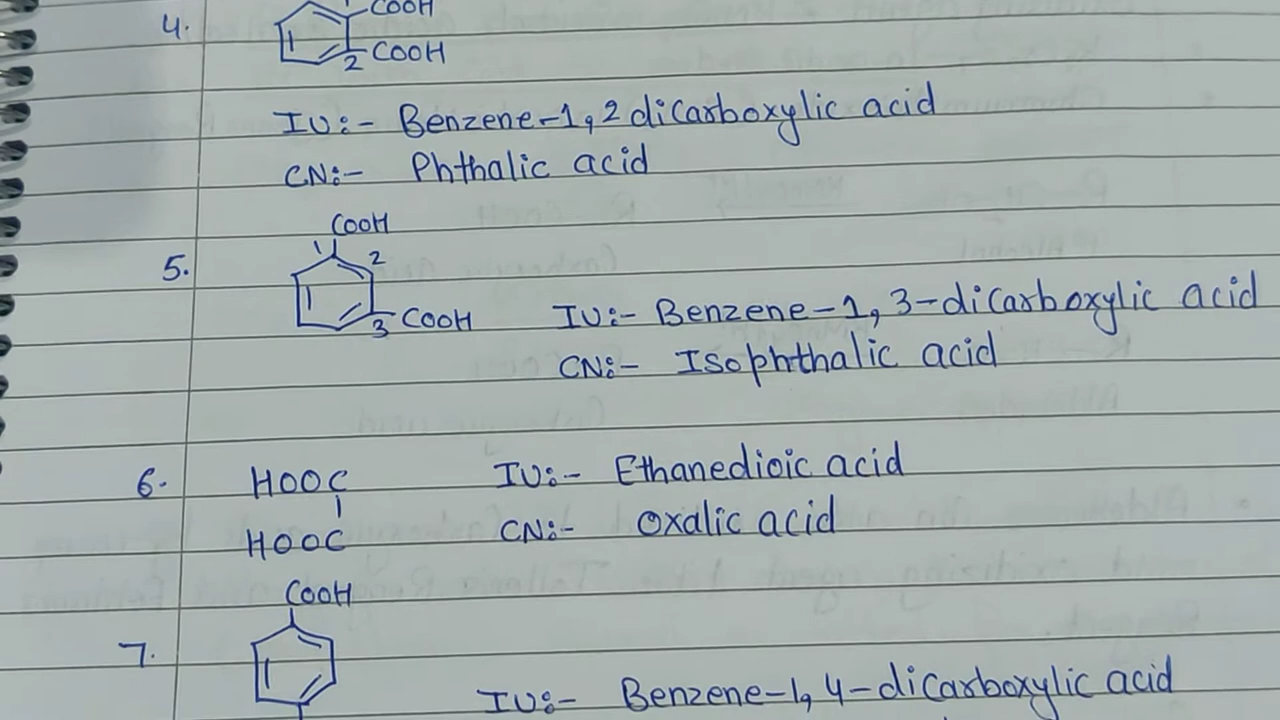 4.
COOH
2 COOH
IU:- Benzene-1,2 dicarboxylic acid
CN:- Phthalic acid
COOH
5.
1 2
3 COOH
IU:- Benzene-1,3-dicarboxylic acid
CN:- Isophthalic acid
6. HOOC
HOOC
IU:- Ethanedioic acid
CN:- Oxalic acid
COOH
7.
IU:- Benzene-1,4-dicarboxylic acid